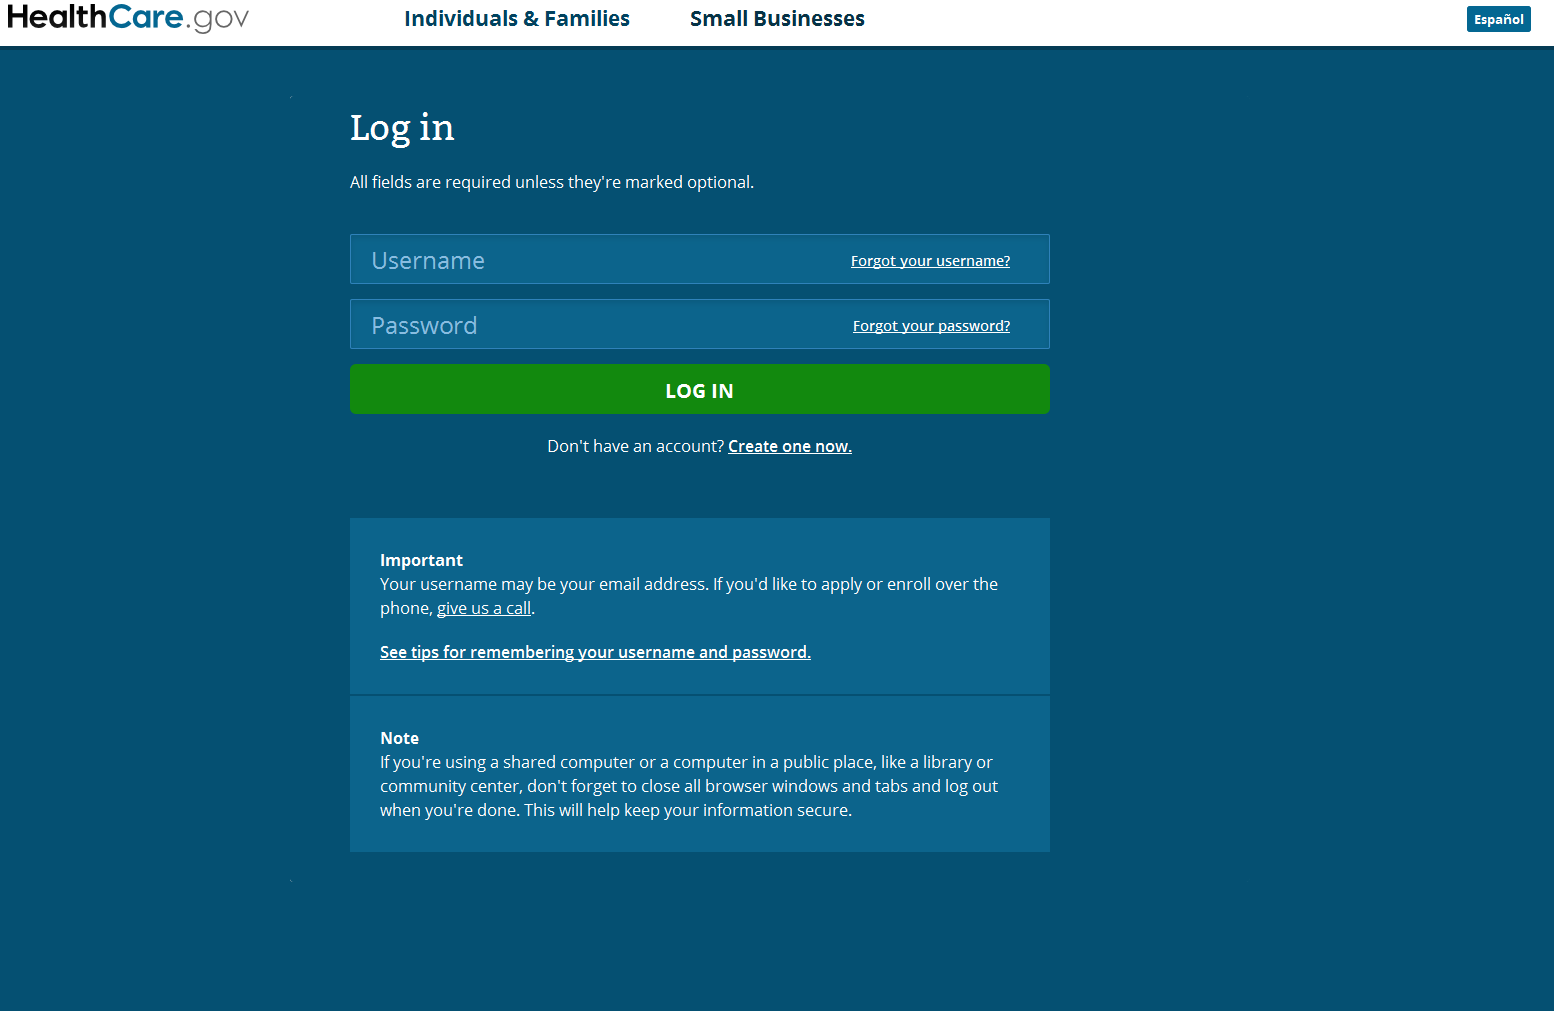 HealthCare.gov
Individuals & Families
Small Businesses
Español
Log in
All fields are required unless they're marked optional.
Username
Forgot your username?
Password
Forgot your password?
LOG IN
Don't have an account? Create one now.
Important
Your username may be your email address. If you'd like to apply or enroll over the
phone, give us a call.
See tips for remembering your username and password.
Note
If you're using a shared computer or a computer in a public place, like a library or
community center, don't forget to close all browser windows and tabs and log out
when you're done. This will help keep your information secure.